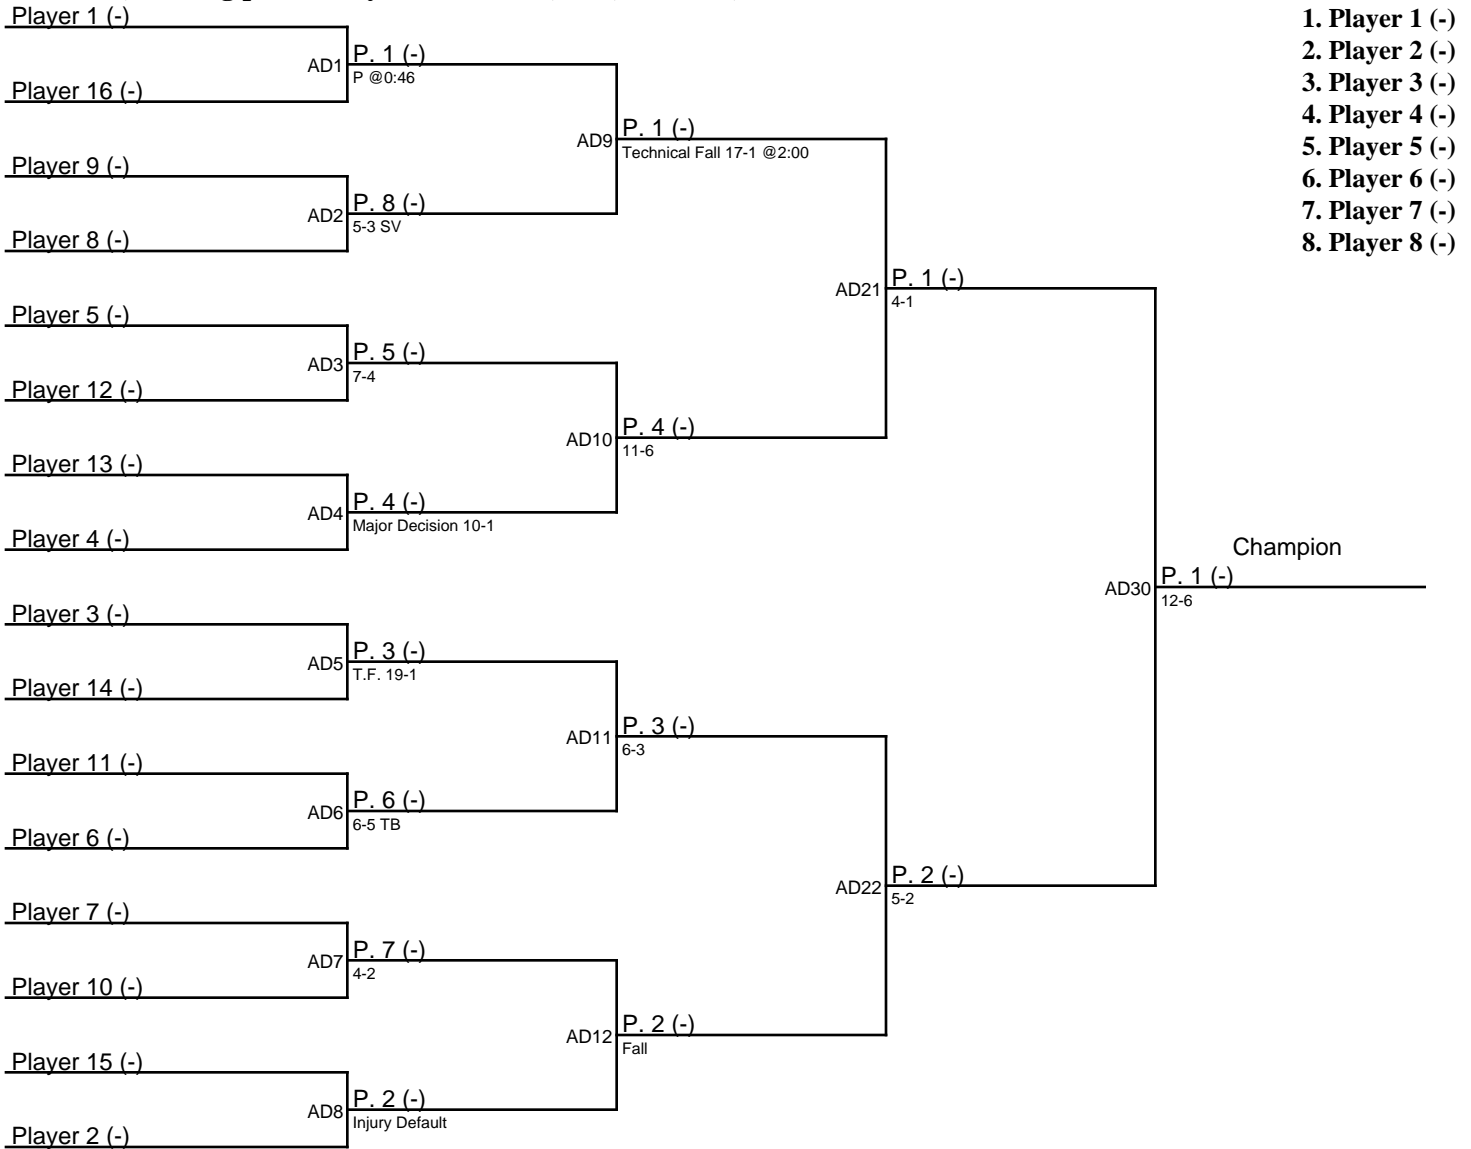 Player 1 (-)
AD1
P. 1 (-)
P @0:46
Player 16 (-)
Player 9 (-)
AD2
P. 8 (-)
5-3 SV
Player 8 (-)
AD9
P. 1 (-)
Technical Fall 17-1 @2:00
Player 5 (-)
AD3
P. 5 (-)
7-4
Player 12 (-)
Player 13 (-)
AD4
P. 4 (-)
Major Decision 10-1
Player 4 (-)
AD10
P. 4 (-)
11-6
AD21
P. 1 (-)
4-1
Player 3 (-)
AD5
P. 3 (-)
T.F. 19-1
Player 14 (-)
Player 11 (-)
AD6
P. 6 (-)
6-5 TB
Player 6 (-)
AD11
P. 3 (-)
6-3
Player 7 (-)
AD7
P. 7 (-)
4-2
Player 10 (-)
Player 15 (-)
AD8
P. 2 (-)
Injury Default
Player 2 (-)
AD12
P. 2 (-)
Fall
AD22
P. 2 (-)
5-2
Champion
AD30
P. 1 (-)
12-6
1. Player 1 (-)
2. Player 2 (-)
3. Player 3 (-)
4. Player 4 (-)
5. Player 5 (-)
6. Player 6 (-)
7. Player 7 (-)
8. Player 8 (-)